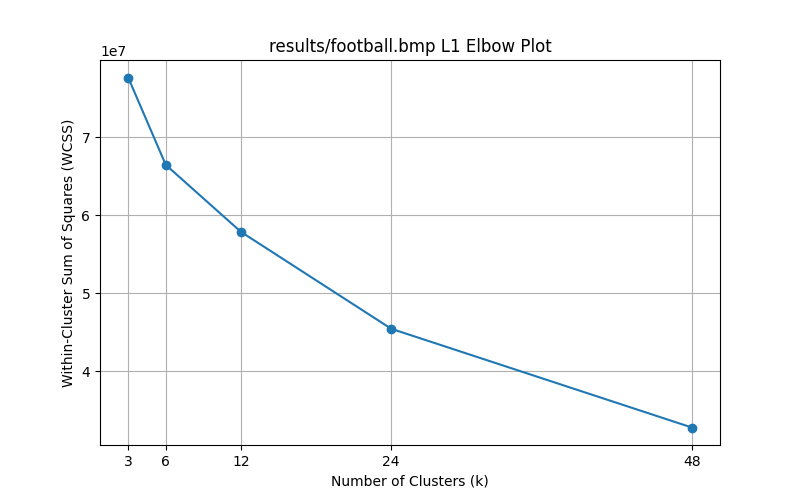 results/football.bmp L1 Elbow Plot
1e7
7
6
5
4
Within-Cluster Sum of Squares (WCSS)
3 6 12 24 48
Number of Clusters (k)